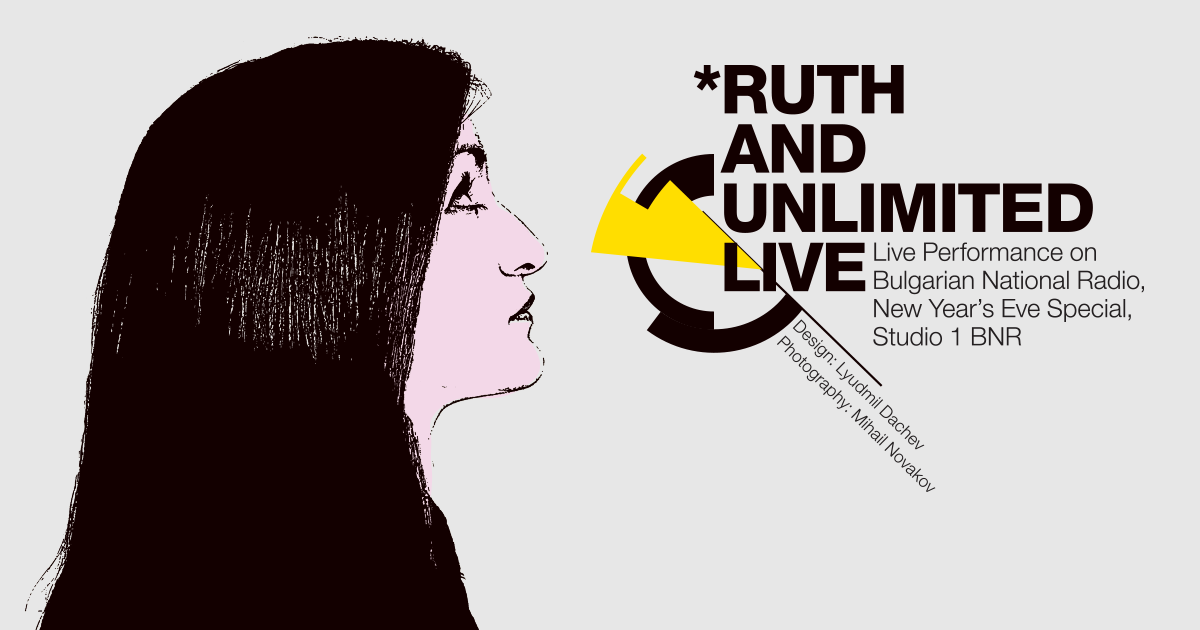 *RUTH
AND
UNLIMITED
LIVE
Live Performance on
Bulgarian National Radio,
New Year’s Eve Special,
Studio 1 BNR
Design: Lyudmil Dachev
Photography: Mihail Novakov